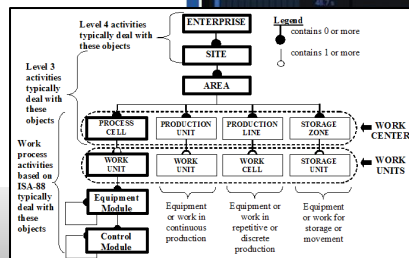 Level 4 activities
typically deal with
these objects
ENTERPRISE
SITE
AREA
Legend
contains 0 or more
contains 1 or more
Level 3
activities
typically
deal with
these
objects
PROCESS
CELL
PRODUCTION
UNIT
PRODUCTION
LINE
STORAGE
ZONE
WORK
CENTER
Work
process
activities
based on
ISA-88
typically
deal with
these
objects
WORK
UNIT
WORK
UNIT
WORK
CELL
STORAGE
UNIT
WORK
UNITS
Equipment
Module
Control
Module
Equipment
or work in
continuous
production
Equipment or
work in
repetitive or
discrete
production
Equipment
or work for
storage or
movement